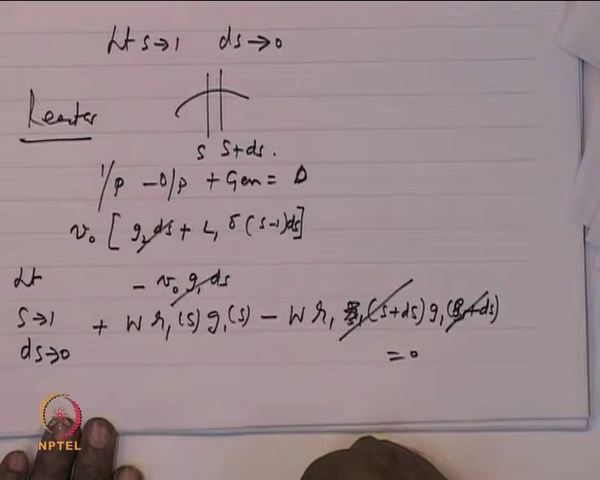 Lt s→1 ds→0
Reactor
s s+ds.
I/p - O/p + Gen = 0
v₀ [ g₂ ds + L₁ δ(s-1)ds]
Lt - v₀ g₁ ds
s→1 + W r₁(s) g₁(s) - W r₁ (s+ds) g₁(s+ds)
ds→0 = 0
NPTEL